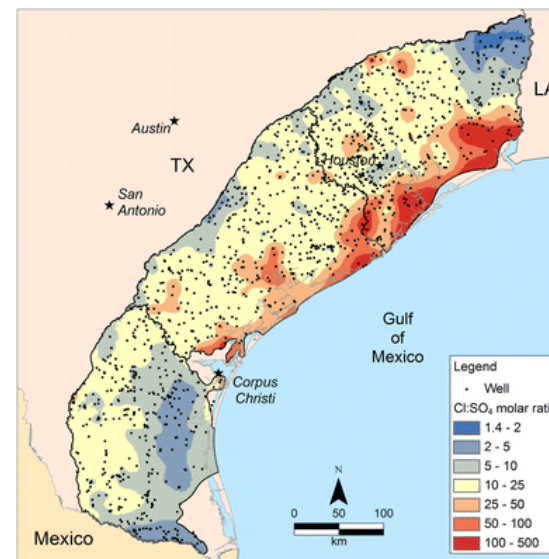 LA
Austin
TX
Houston
San
Antonio
Gulf
of
Mexico
Corpus
Christi
Mexico
N
0 50 100
km
Legend
Well
Cl:SO₄ molar ratio
1.4 - 2
2 - 5
5 - 10
10 - 25
25 - 50
50 - 100
100 - 500